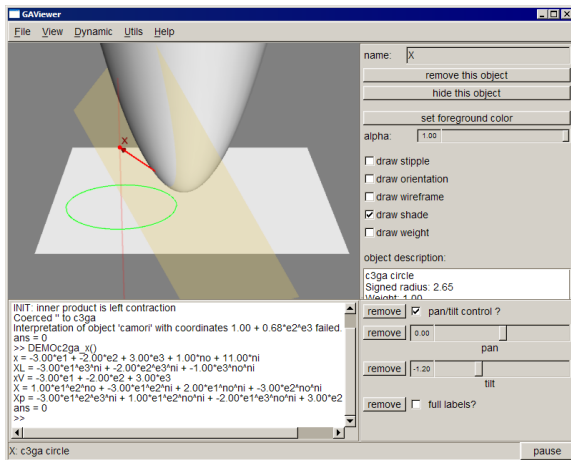 GAViewer
File View Dynamic Utils Help
name: X
remove this object
hide this object
set foreground color
alpha: 1.00
draw stipple
draw orientation
draw wireframe
draw shade
draw weight
object description:
c3ga circle
Signed radius: 2.65
Weight: 1.00
X
INIT: inner product is left contraction
Coerced '' to c3ga
Interpretation of object 'camori' with coordinates 1.00 + 0.68*e2^e3 failed.
ans = 0
>> DEMOc2ga_x()
x = -3.00*e1 + -2.00*e2 + 3.00*e3 + 1.00*no + 11.00*ni
XL = -3.00*e1^e3^ni + -2.00*e2^e3^ni + -1.00*e3^no^ni
xV = -3.00*e1 + -2.00*e2 + 3.00*e3
X = 1.00*e1^e2^no + -3.00*e1^e2^ni + 2.00*e1^no^ni + -3.00*e2^no^ni
Xp = -3.00*e1^e2^e3^ni + 1.00*e1^e2^no^ni + -2.00*e1^e3^no^ni + 3.00*e2
ans = 0
>>
remove pan/tilt control ?
remove 0.00
pan
remove -1.20
tilt
remove full labels?
X: c3ga circle
pause